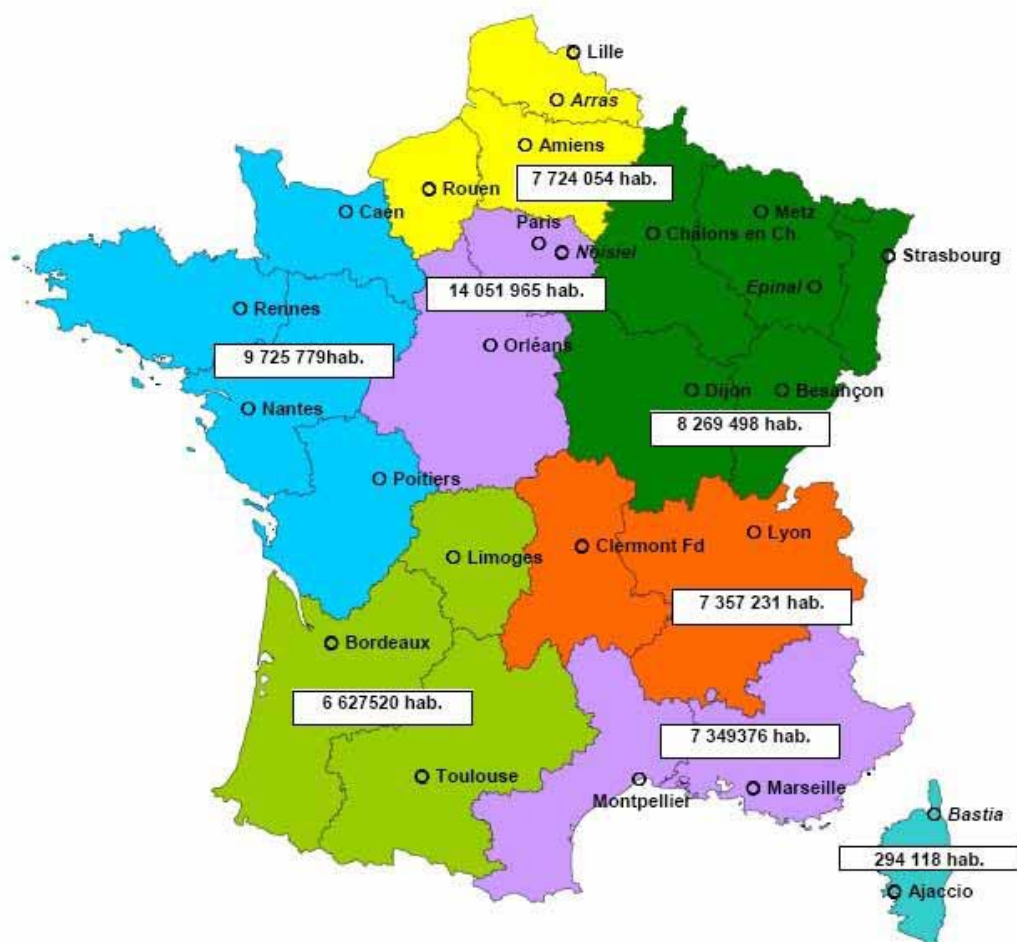 Lille
Arras
Amiens
7 724 054 hab.
Rouen
Caen
Metz
Paris
Châlons en Ch.
Noisiel
Strasbourg
Epinal
14 051 965 hab.
Rennes
Orléans
9 725 779hab.
Dijon
Besançon
Nantes
8 269 498 hab.
Poitiers
Lyon
Clermont Fd
Limoges
7 357 231 hab.
Bordeaux
6 627520 hab.
7 349376 hab.
Toulouse
Marseille
Montpellier
Bastia
294 118 hab.
Ajaccio